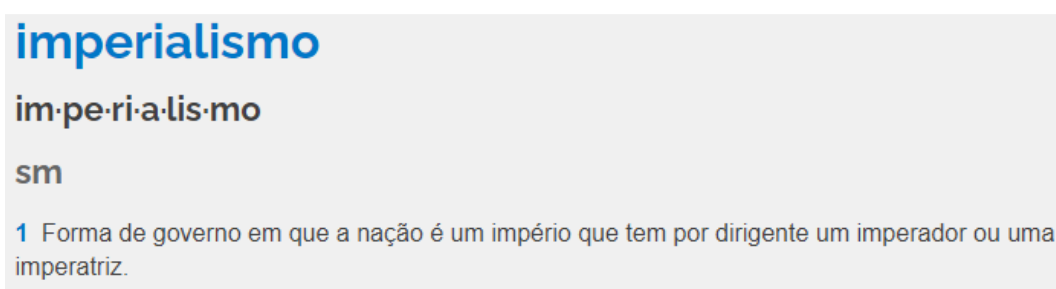 imperialismo
im·pe·ri·a·lis·mo
sm
1 Forma de governo em que a nação é um império que tem por dirigente um imperador ou uma
imperatriz.